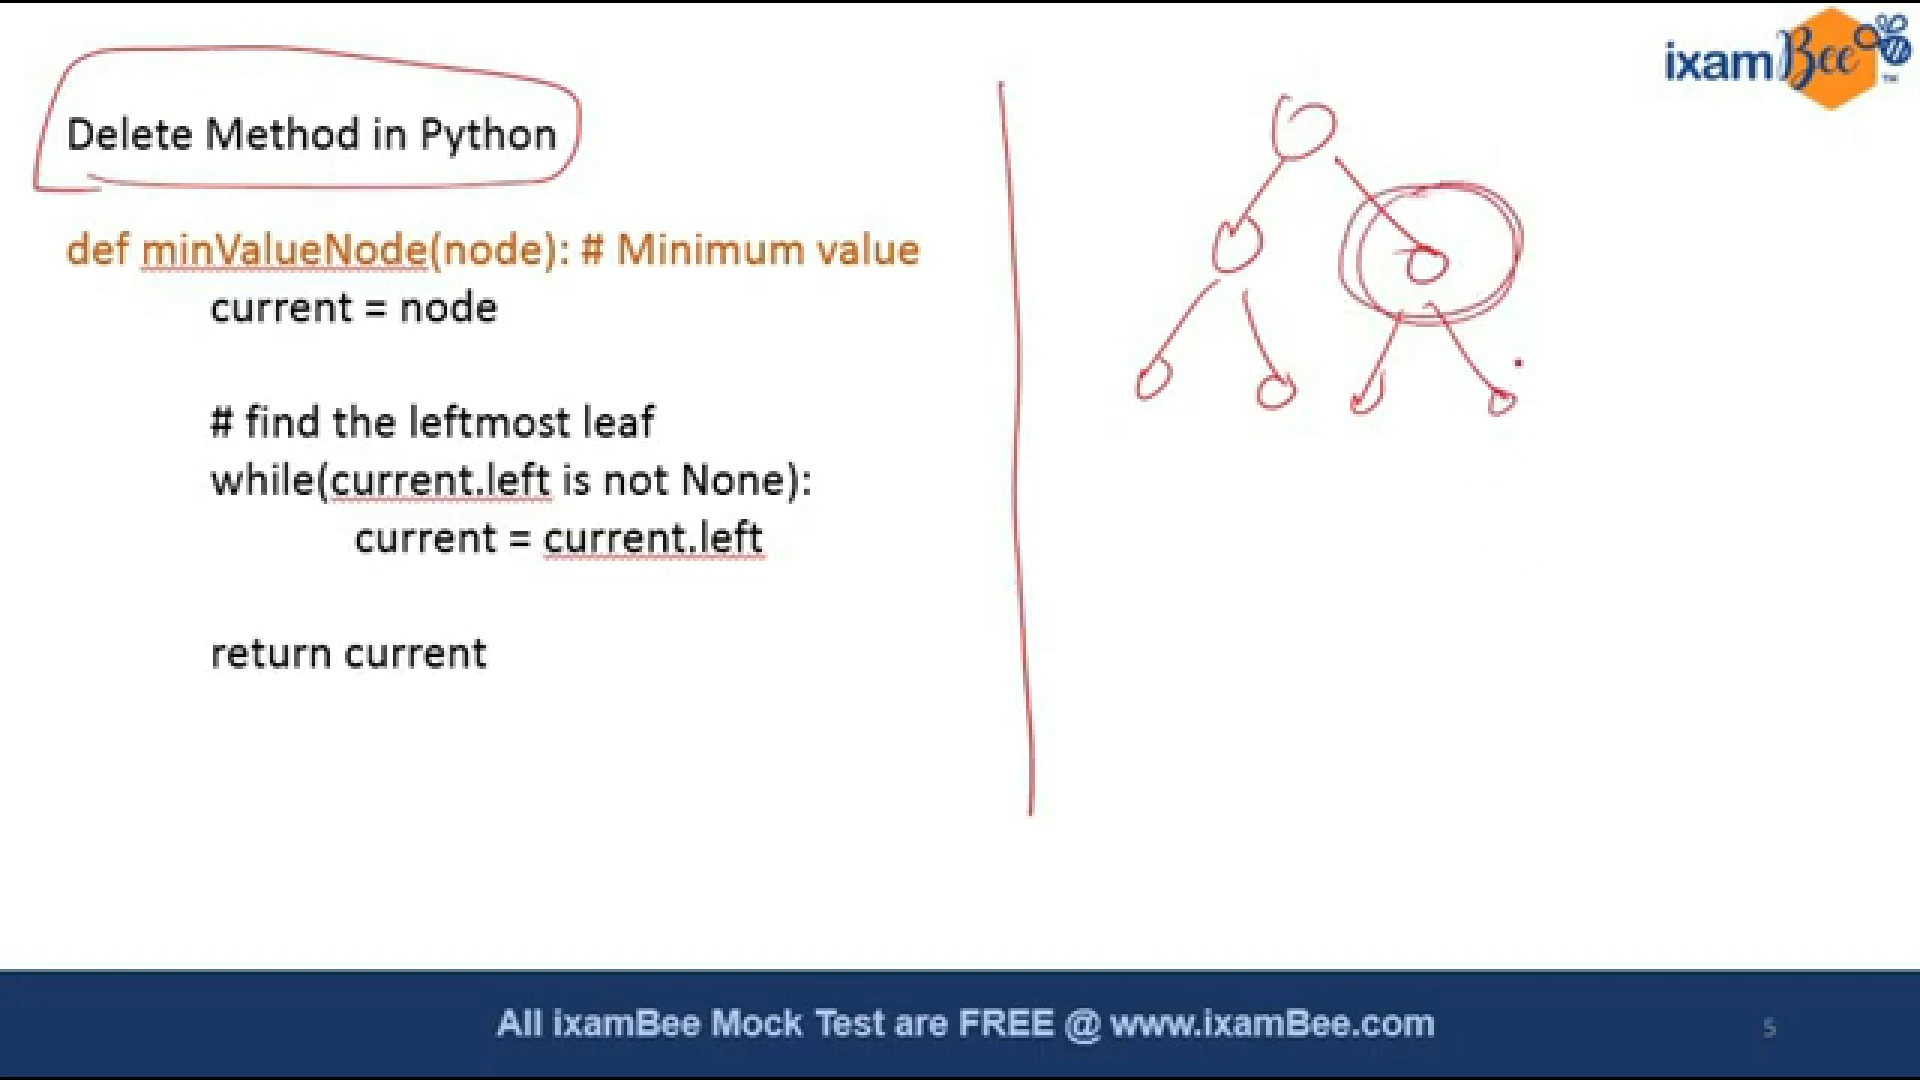 ixamBee
TM
Delete Method in Python
def minValueNode(node): # Minimum value
current = node
# find the leftmost leaf
while(current.left is not None):
current = current.left
return current
All ixamBee Mock Test are FREE @ www.ixamBee.com
5